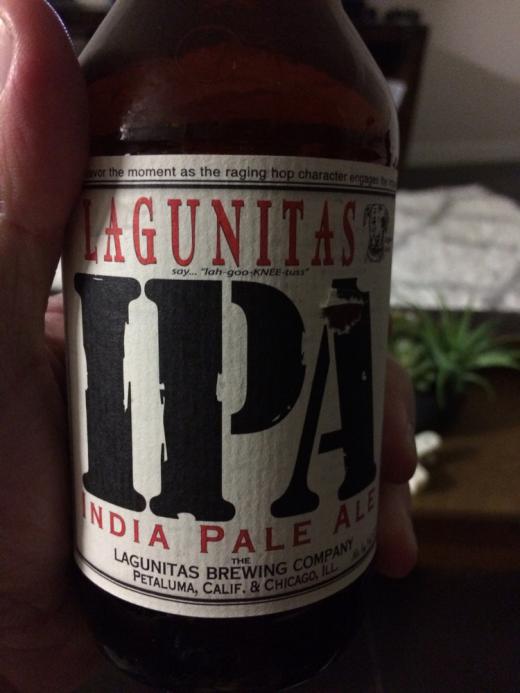 avor the moment as the raging hop character engages the
LAGUNITAS
say... "lah-goo-KNEE-tuss"
IPA
INDIA PALE ALE
THE
LAGUNITAS BREWING COMPANY
PETALUMA, CALIF. & CHICAGO, ILL.